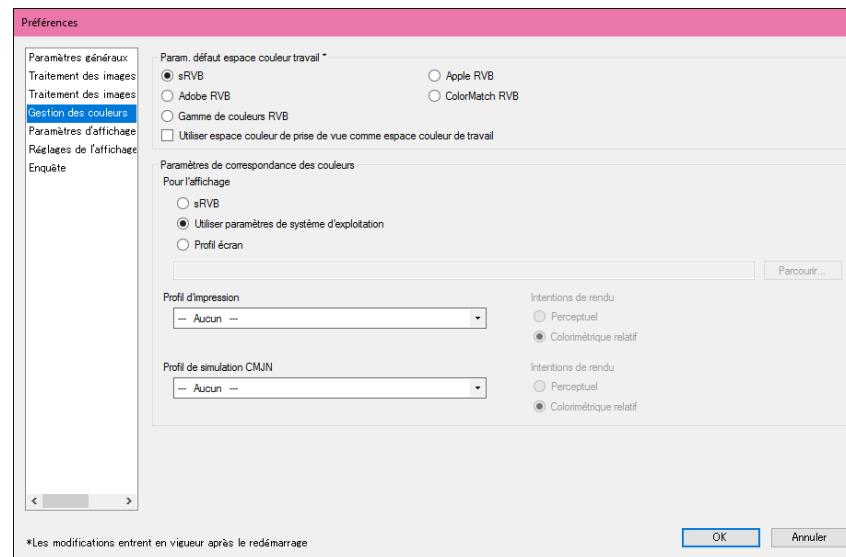 Préférences
Paramètres généraux
Traitement des images
Traitement des images
Gestion des couleurs
Paramètres d'affichage
Réglages de l'affichage
Enquête
Param. défaut espace couleur travail *
sRVB
Apple RVB
Adobe RVB
ColorMatch RVB
Gamme de couleurs RVB
Utiliser espace couleur de prise de vue comme espace couleur de travail
Paramètres de correspondance des couleurs
Pour l'affichage
sRVB
Utiliser paramètres de système d'exploitation
Profil écran
Parcourir...
Profil d'impression
--- Aucun ---
Intentions de rendu
Perceptuel
Colorimétrique relatif
Profil de simulation CMJN
--- Aucun ---
Intentions de rendu
Perceptuel
Colorimétrique relatif
*Les modifications entrent en vigueur après le redémarrage
OK
Annuler